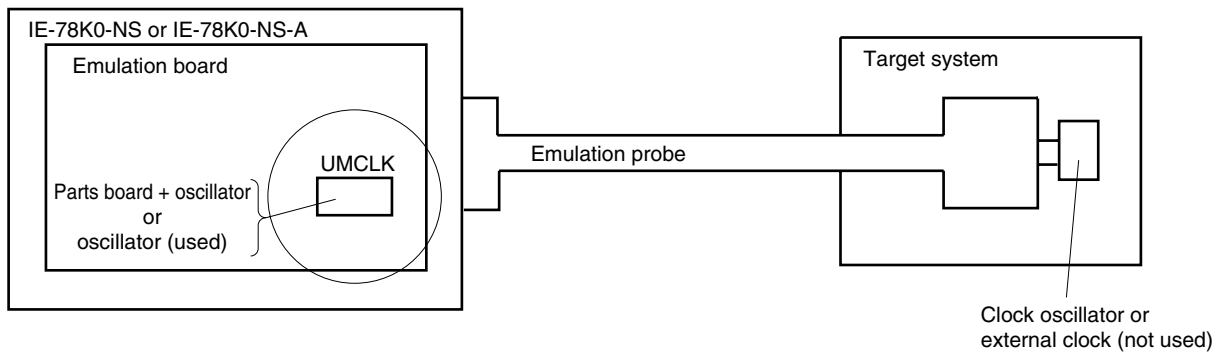 IE-78K0-NS or IE-78K0-NS-A
Emulation board
UMCLK
Parts board + oscillator
or
oscillator (used)
Emulation probe
Target system
Clock oscillator or
external clock (not used)